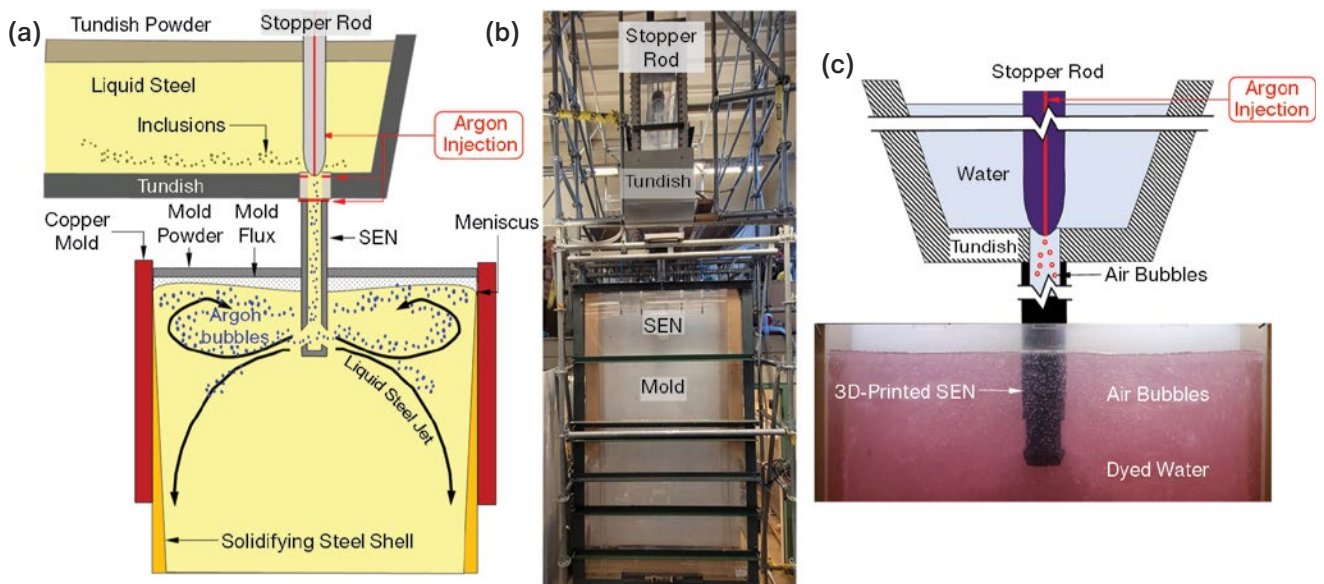 (a)
Tundish Powder
Stopper Rod
Liquid Steel
Inclusions
Argon
Injection
Tundish
Copper
Mold
Mold
Powder
Mold
Flux
SEN
Meniscus
Argoh
bubbles
Liquid Steel Jet
Solidifying Steel Shell
(b)
Stopper
Rod
Tundish
SEN
Mold
(c)
Stopper Rod
Argon
Injection
Water
Tundish
Air Bubbles
3D-Printed SEN
Air Bubbles
Dyed Water